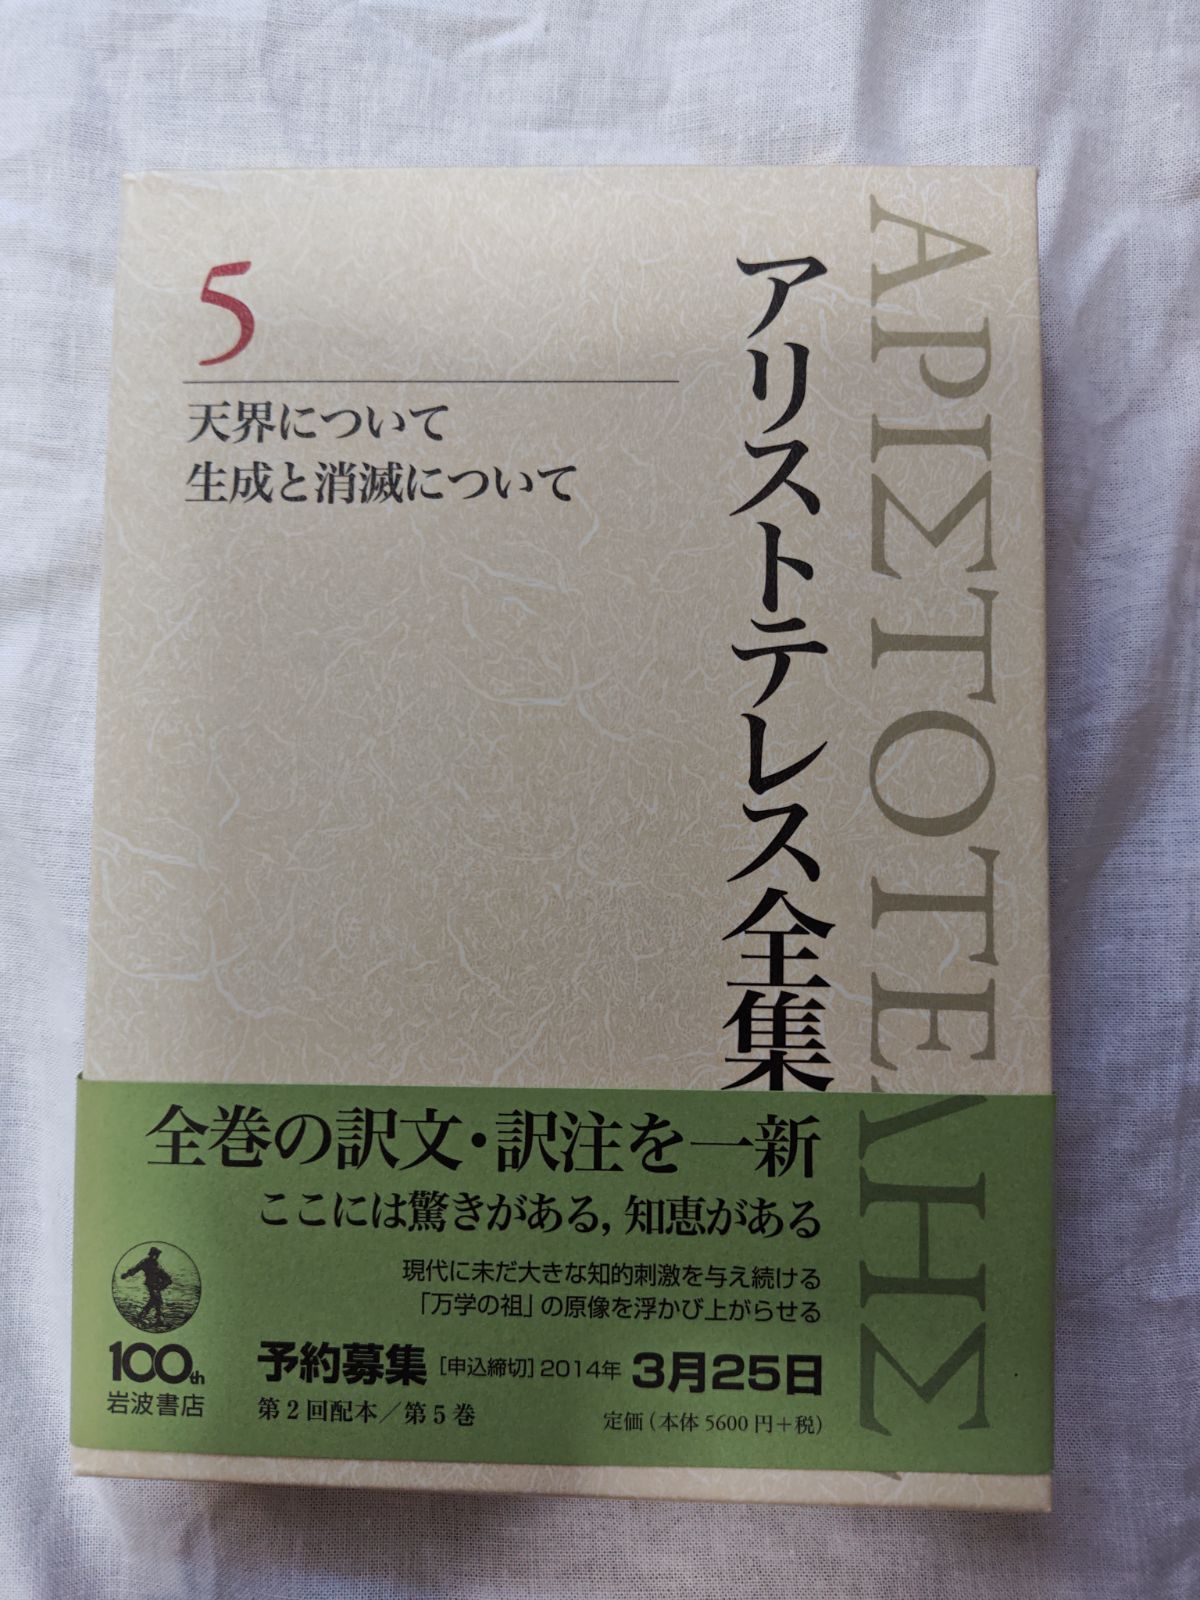 ΑΡΙΣΤΟΤΕΛΗΣ
アリストテレス全集
5
天界について
生成と消滅について
全巻の訳文・訳注を一新
ここには驚きがある, 知恵がある
現代に未だ大きな知的刺激を与え続ける
「万学の祖」の原像を浮かび上がらせる
予約募集 [申込締切] 2014年 3月25日
第2回配本/第5巻
定価(本体5600円+税)
100th
岩波書店